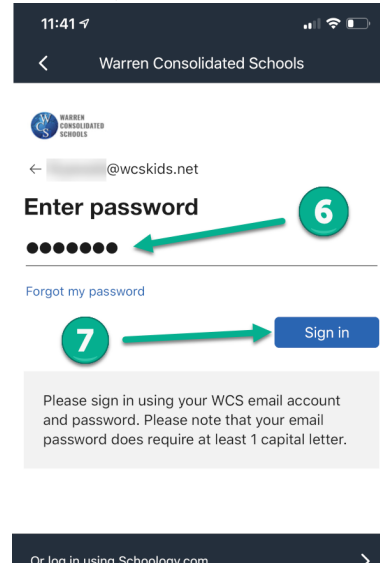 11:41
Warren Consolidated Schools
WARREN
CONSOLIDATED
SCHOOLS
WCS
@wcskids.net
Enter password
6
Forgot my password
7
Sign in
Please sign in using your WCS email account
and password. Please note that your email
password does require at least 1 capital letter.
Or log in using Schoology.com